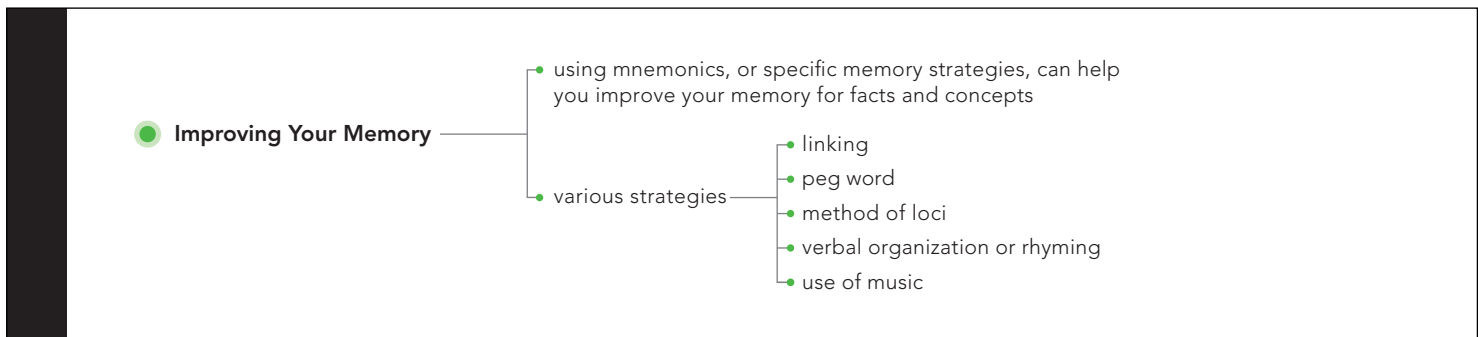 Improving Your Memory
using mnemonics, or specific memory strategies, can help
you improve your memory for facts and concepts
various strategies
linking
peg word
method of loci
verbal organization or rhyming
use of music